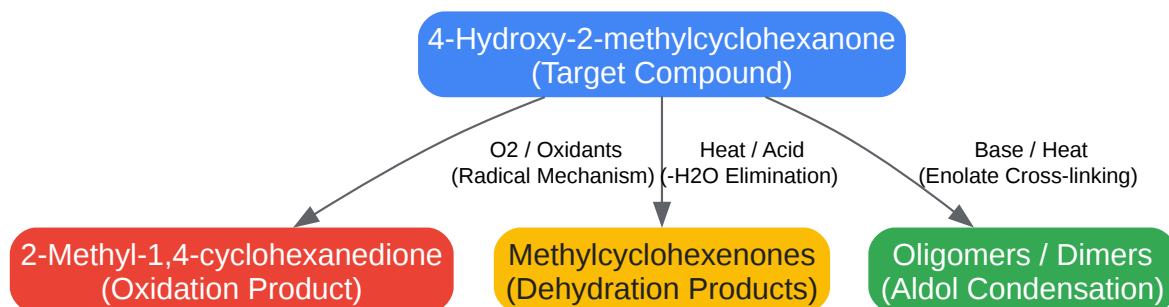 4-Hydroxy-2-methylcyclohexanone
(Target Compound)
O2 / Oxidants
(Radical Mechanism)
Heat / Acid
(-H2O Elimination)
Base / Heat
(Enolate Cross-linking)
2-Methyl-1,4-cyclohexanedione
(Oxidation Product)
Methylcyclohexenones
(Dehydration Products)
Oligomers / Dimers
(Aldol Condensation)